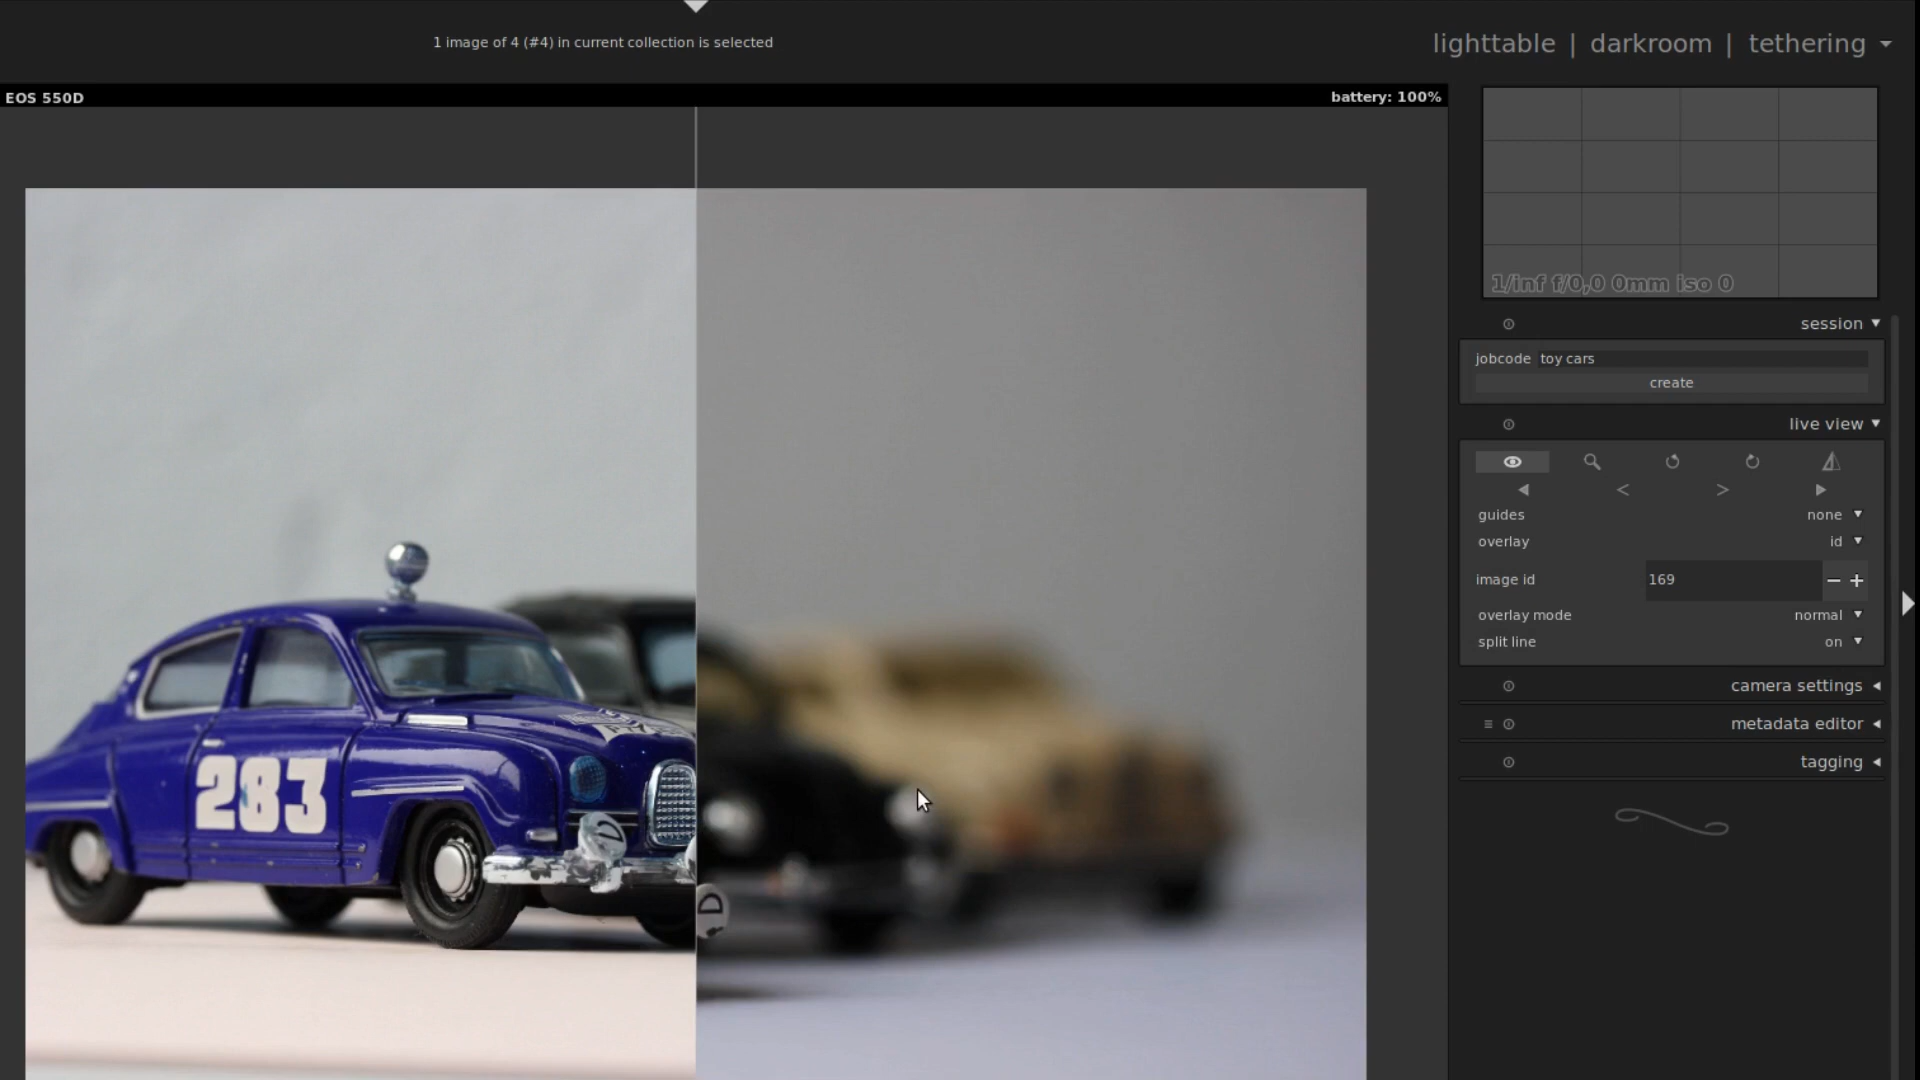 1 image of 4 (#4) in current collection is selected
lighttable | darkroom | tethering
EOS 550D
battery: 100%
1/inf f/0,0 0mm iso 0
session
jobcode toy cars
create
live view
guides none
overlay id
image id 169
overlay mode normal
split line on
camera settings
metadata editor
tagging
283
D
D